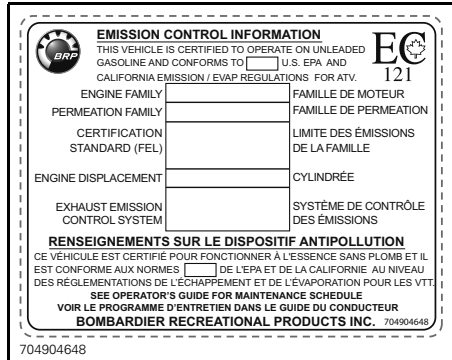 EMISSION CONTROL INFORMATION
THIS VEHICLE IS CERTIFIED TO OPERATE ON UNLEADED
GASOLINE AND CONFORMS TO U.S. EPA AND
CALIFORNIA EMISSION / EVAP REGULATIONS FOR ATV.
BRP
EC
121
ENGINE FAMILY FAMILLE DE MOTEUR
PERMEATION FAMILY FAMILLE DE PERMEATION
CERTIFICATION LIMITE DES ÉMISSIONS
STANDARD (FEL) DE LA FAMILLE
ENGINE DISPLACEMENT CYLINDRÉE
EXHAUST EMISSION SYSTÈME DE CONTRÔLE
CONTROL SYSTEM DES ÉMISSIONS
RENSEIGNEMENTS SUR LE DISPOSITIF ANTIPOLLUTION
CE VÉHICULE EST CERTIFIÉ POUR FONCTIONNER À L'ESSENCE SANS PLOMB ET IL
EST CONFORME AUX NORMES DE L'EPA ET DE LA CALIFORNIE AU NIVEAU
DES RÉGLEMENTATIONS DE L'ÉCHAPPEMENT ET DE L'ÉVAPORATION POUR LES VTT.
SEE OPERATOR'S GUIDE FOR MAINTENANCE SCHEDULE
VOIR LE PROGRAMME D'ENTRETIEN DANS LE GUIDE DU CONDUCTEUR
BOMBARDIER RECREATIONAL PRODUCTS INC. 704904648
704904648